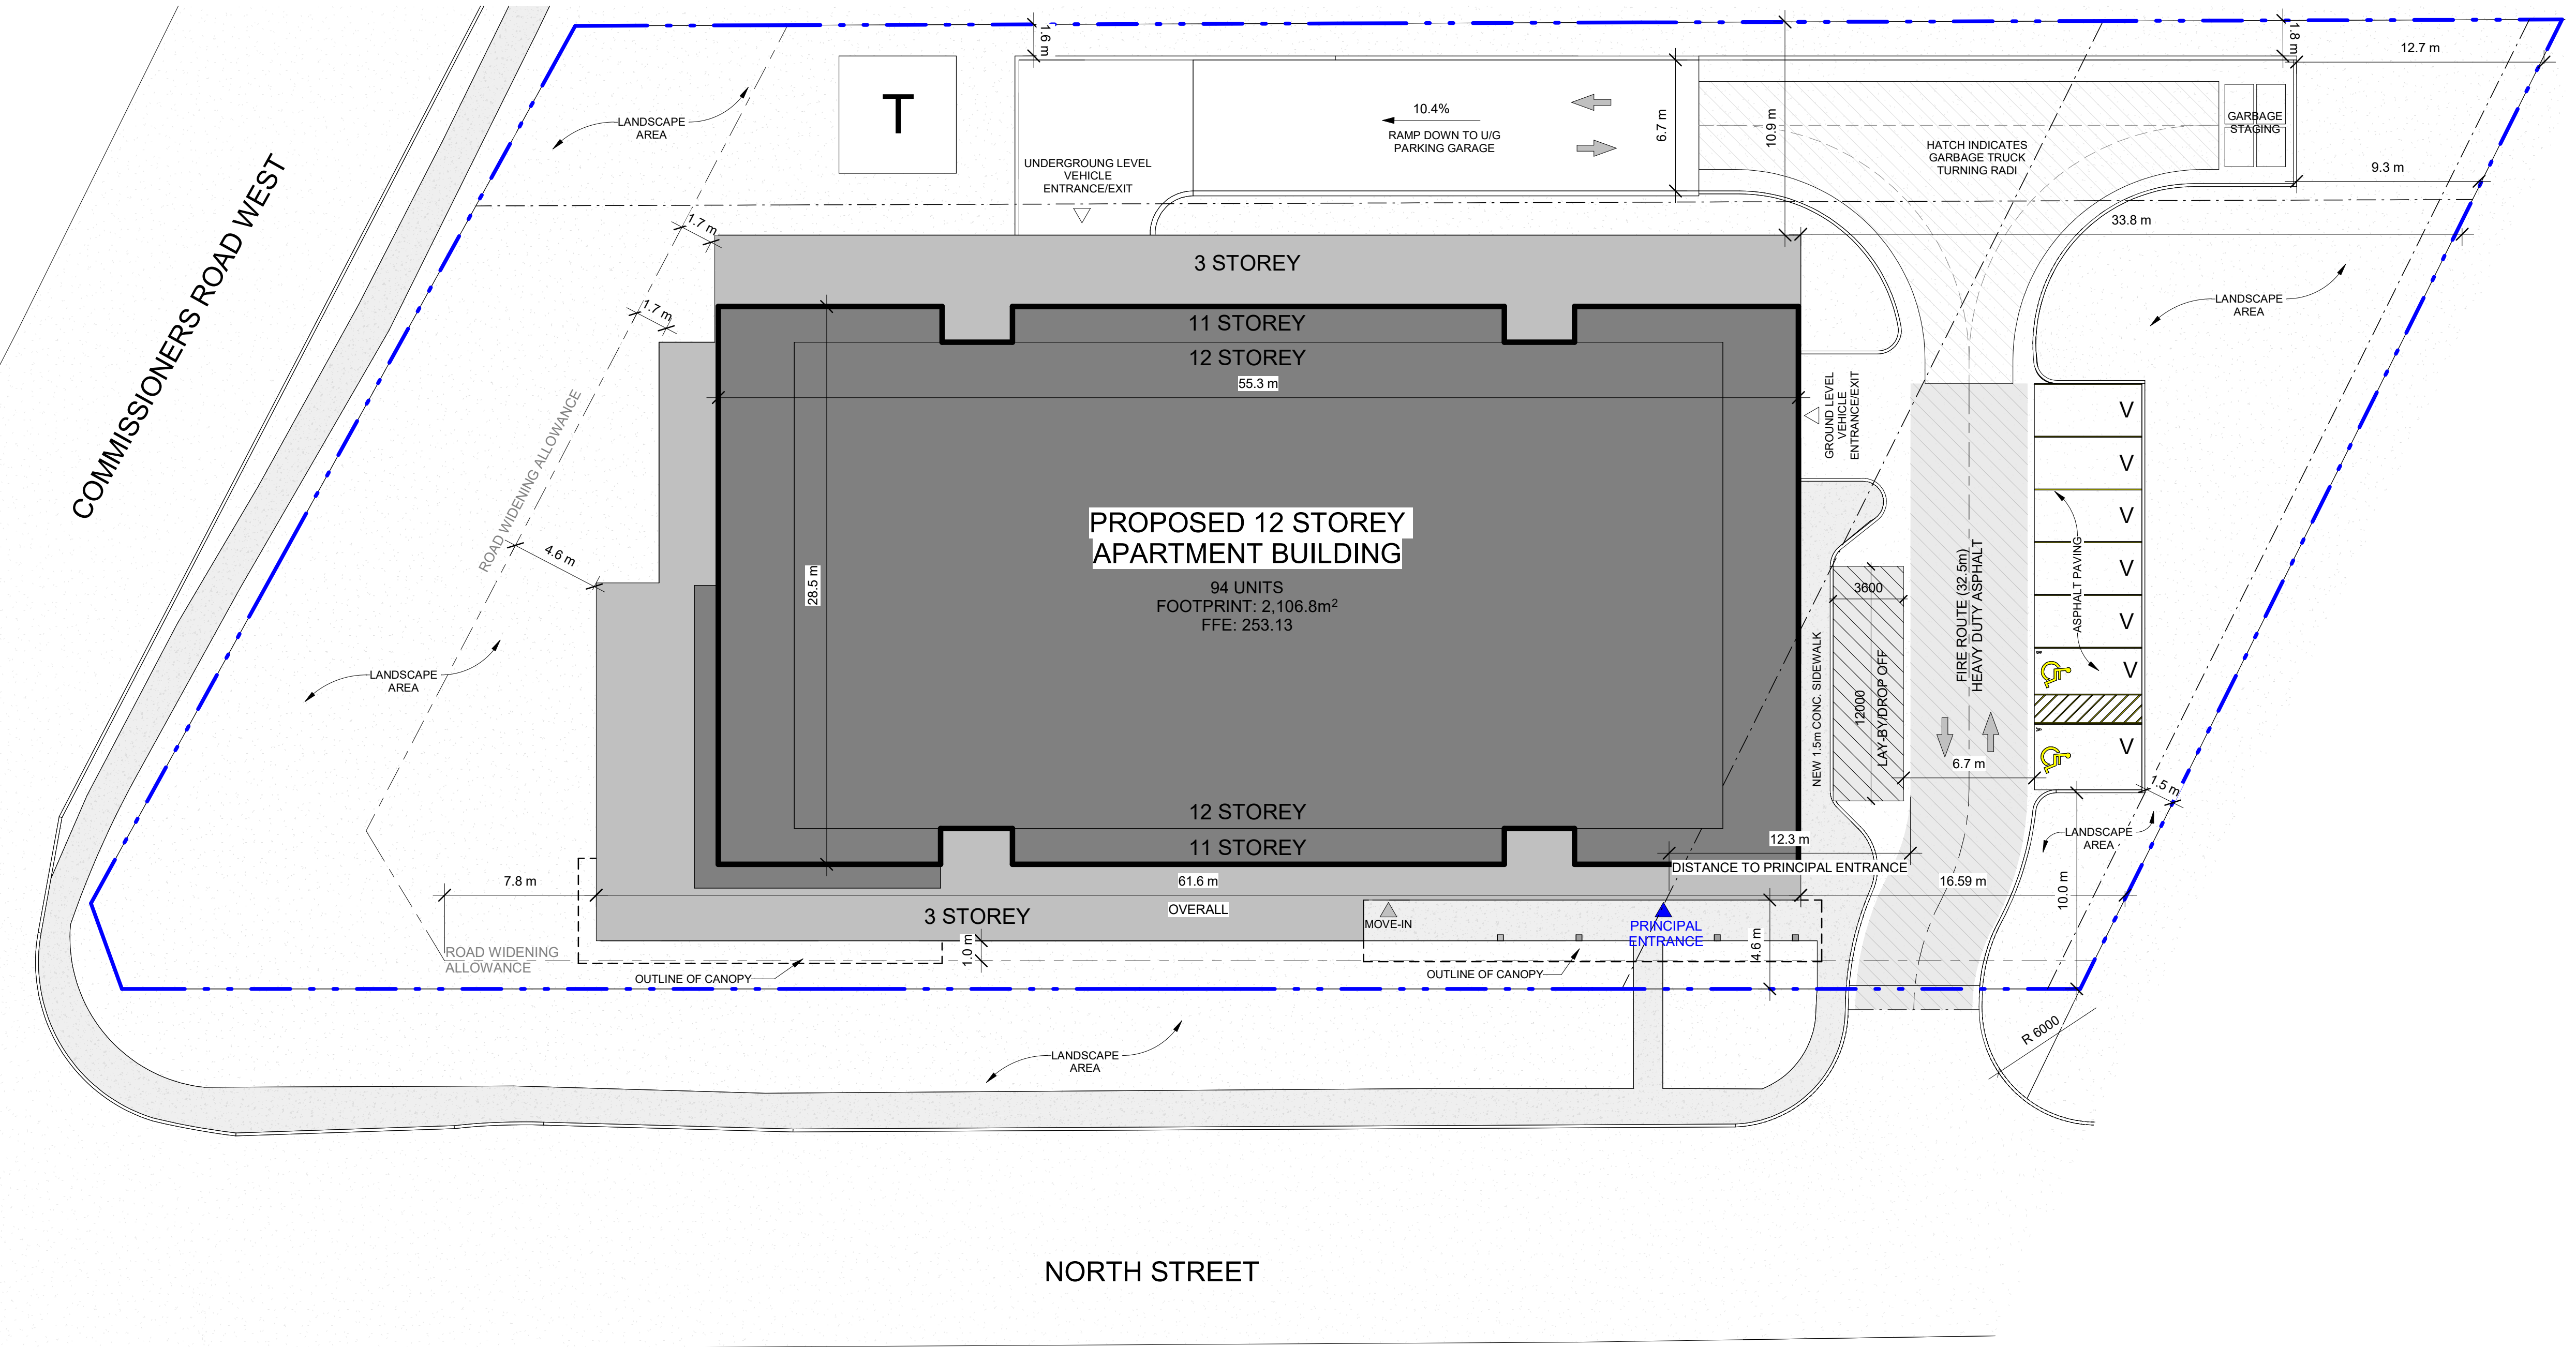 1.6 m
1.8 m
12.7 m
T
LANDSCAPE
AREA
10.4%
RAMP DOWN TO U/G
PARKING GARAGE
6.7 m
10.9 m
HATCH INDICATES
GARBAGE TRUCK
TURNING RADI
GARBAGE
STAGING
9.3 m
UNDERGROUNG LEVEL
VEHICLE
ENTRANCE/EXIT
33.8 m
1.7 m
3 STOREY
1.7 m
LANDSCAPE
AREA
COMMISSIONERS ROAD WEST
11 STOREY
12 STOREY
55.3 m
GROUND LEVEL
VEHICLE
ENTRANCE/EXIT
V
V
V
V
V
V
V
ROAD WIDENING ALLOWANCE
4.6 m
28.5 m
PROPOSED 12 STOREY
APARTMENT BUILDING
94 UNITS
FOOTPRINT: 2,106.8m²
FFE: 253.13
3600
12000
LAY-BY/DROP OFF
NEW 1.5m CONC. SIDEWALK
FIRE ROUTE (32.5m)
HEAVY DUTY ASPHALT
ASPHALT PAVING
6.7 m
1.5 m
LANDSCAPE
AREA
12 STOREY
11 STOREY
12.3 m
DISTANCE TO PRINCIPAL ENTRANCE
LANDSCAPE
AREA
7.8 m
61.6 m
OVERALL
16.59 m
10.0 m
3 STOREY
MOVE-IN
PRINCIPAL
ENTRANCE
4.6 m
1.0 m
ROAD WIDENING
ALLOWANCE
OUTLINE OF CANOPY
OUTLINE OF CANOPY
R 6000
LANDSCAPE
AREA
NORTH STREET